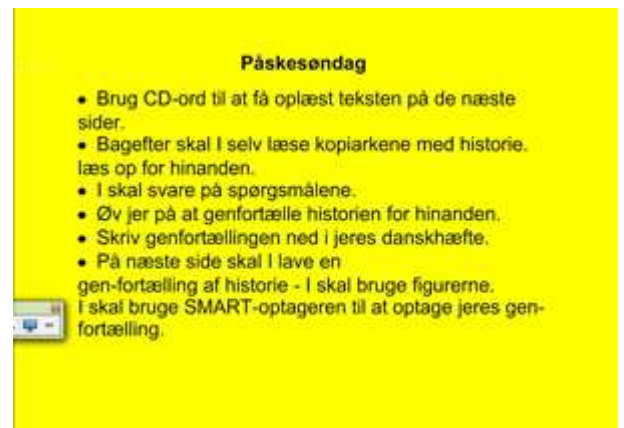 Påskesøndag
• Brug CD-ord til at få oplæst teksten på de næste
sider.
• Bagefter skal I selv læse kopiarkene med historie.
læs op for hinanden.
• I skal svare på spørgsmålene.
• Øv jer på at genfortælle historien for hinanden.
• Skriv genfortællingen ned i jeres danskhæfte.
• På næste side skal I lave en
gen-fortælling af historie - I skal bruge figurerne.
I skal bruge SMART-optageren til at optage jeres gen-
fortælling.